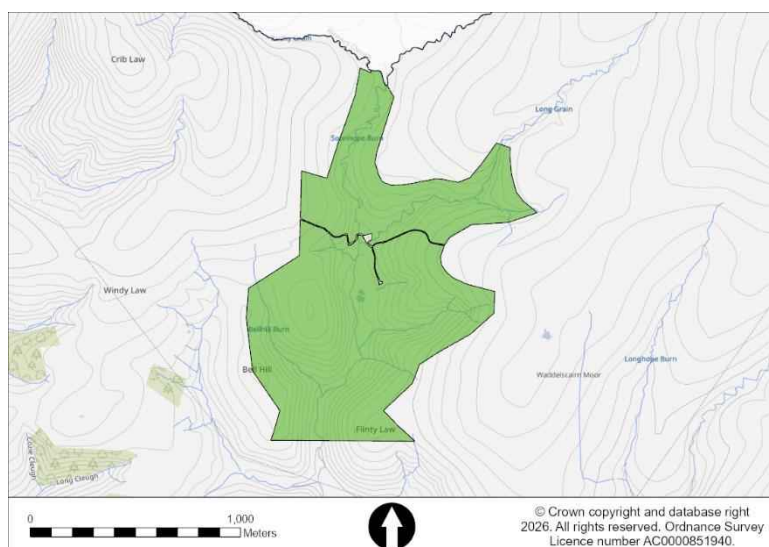 Crib Law
Long Grain
Windy Law
Bell Hill
Waddelscairn Moor
Longhope Burn
Flinty Law
Long Cleugh
0
1,000
Meters
© Crown copyright and database right
2026. All rights reserved. Ordnance Survey
Licence number AC0000851940.